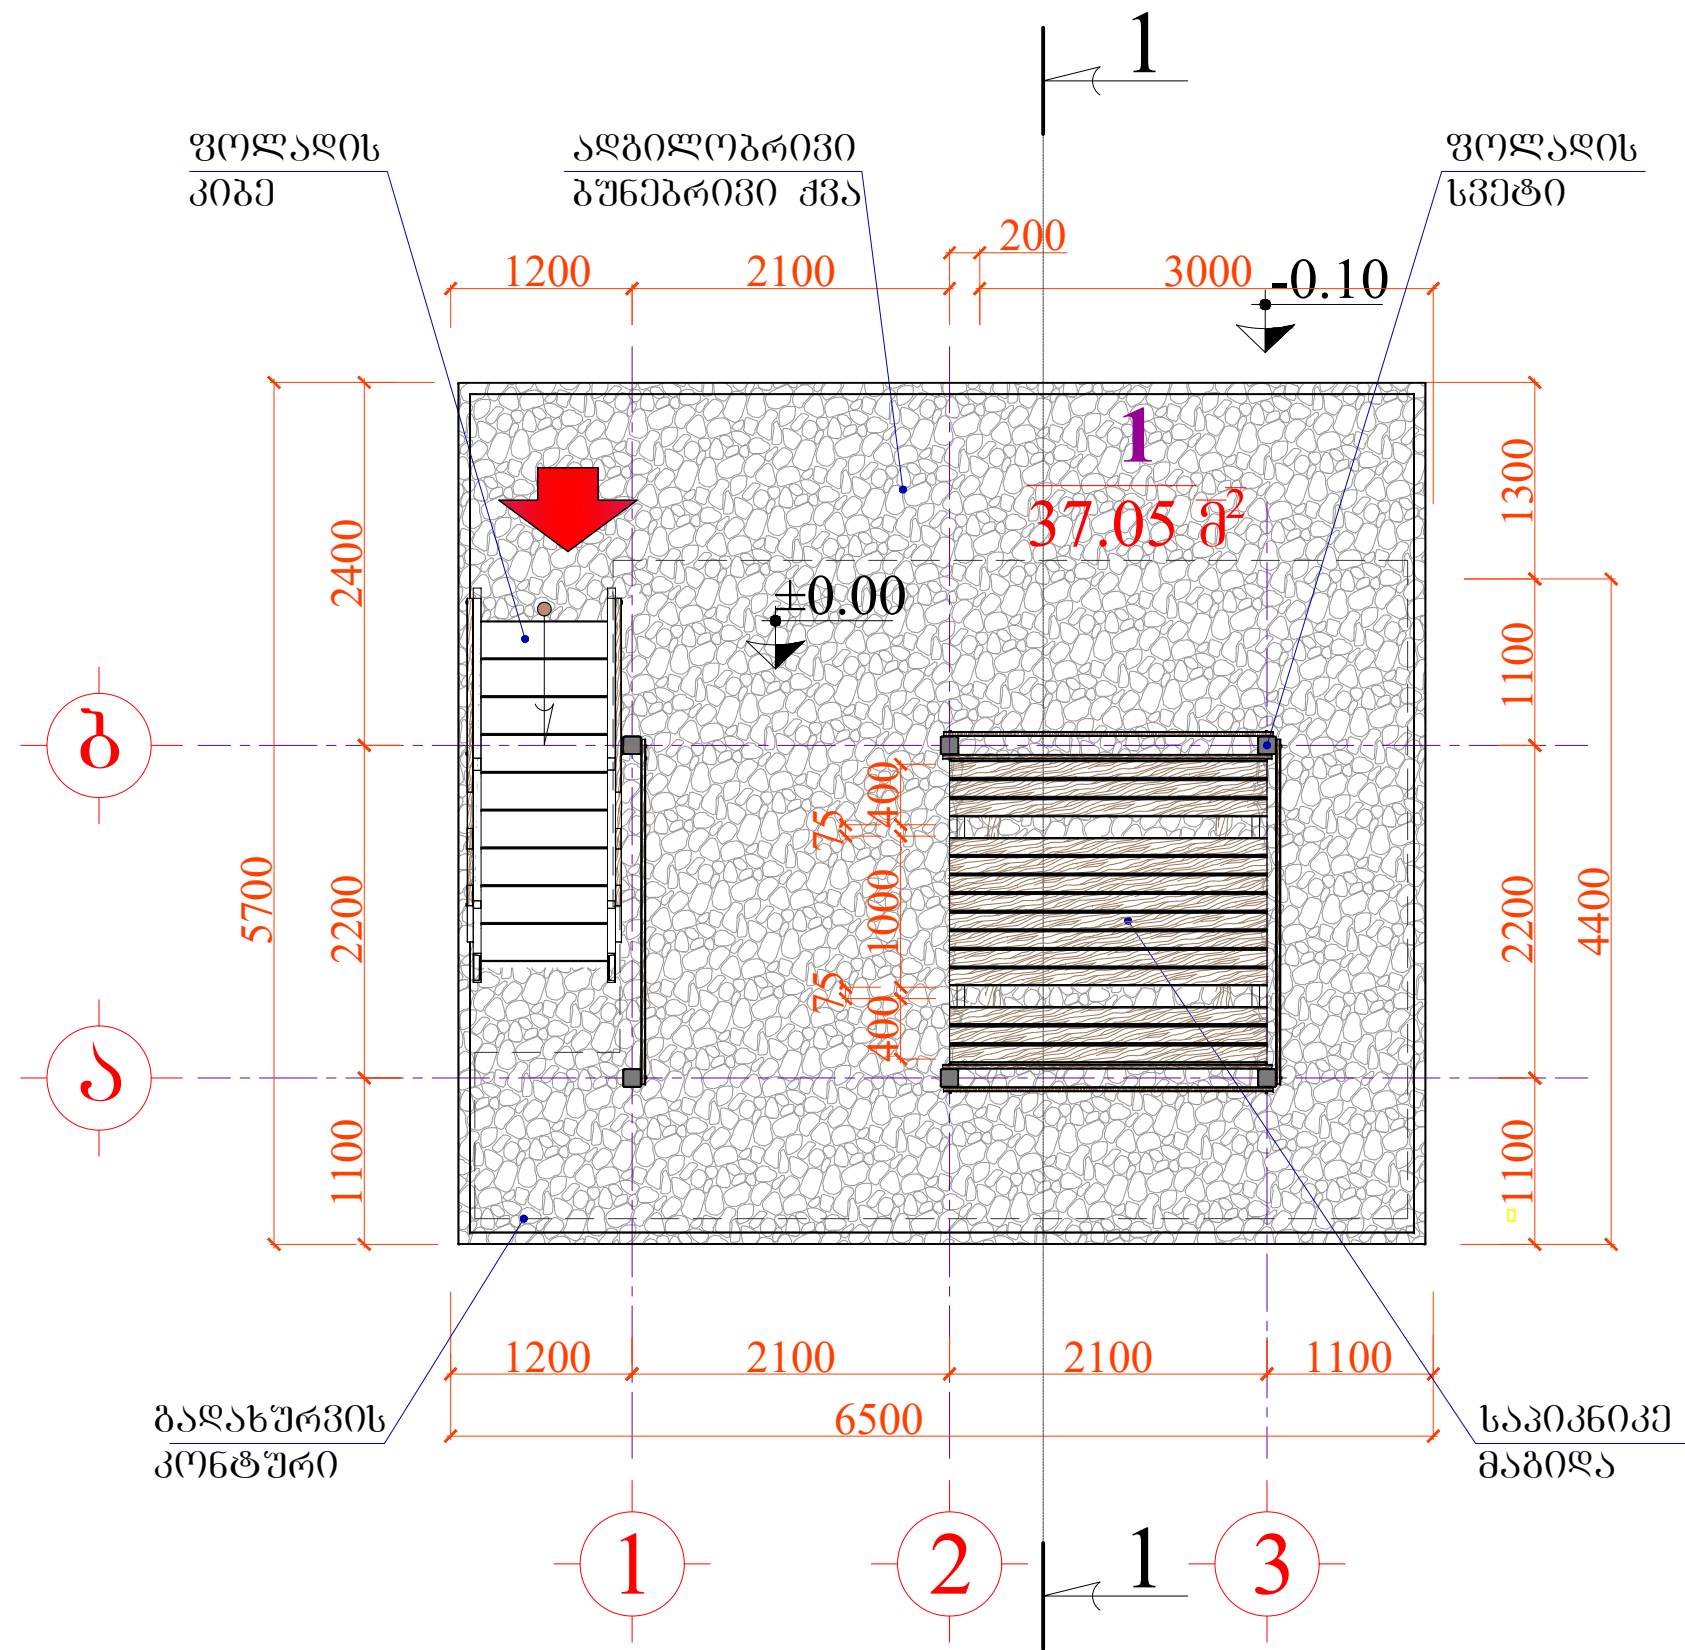 1
ფოლადის
კიბე
ადგილობრივი
ბუნებრივი ქვა
ფოლადის
სვეტი
200
1200
2100
3000
-0.10
1
37.05 მ²
±0.00
1300
2400
1100
ბ
400
75
1000
75
400
5700
2200
2200
4400
ა
1100
1100
1200
2100
2100
1100
6500
გადახურვის
კონტური
საპიკნიკე
მაგიდა
1
2
3
1